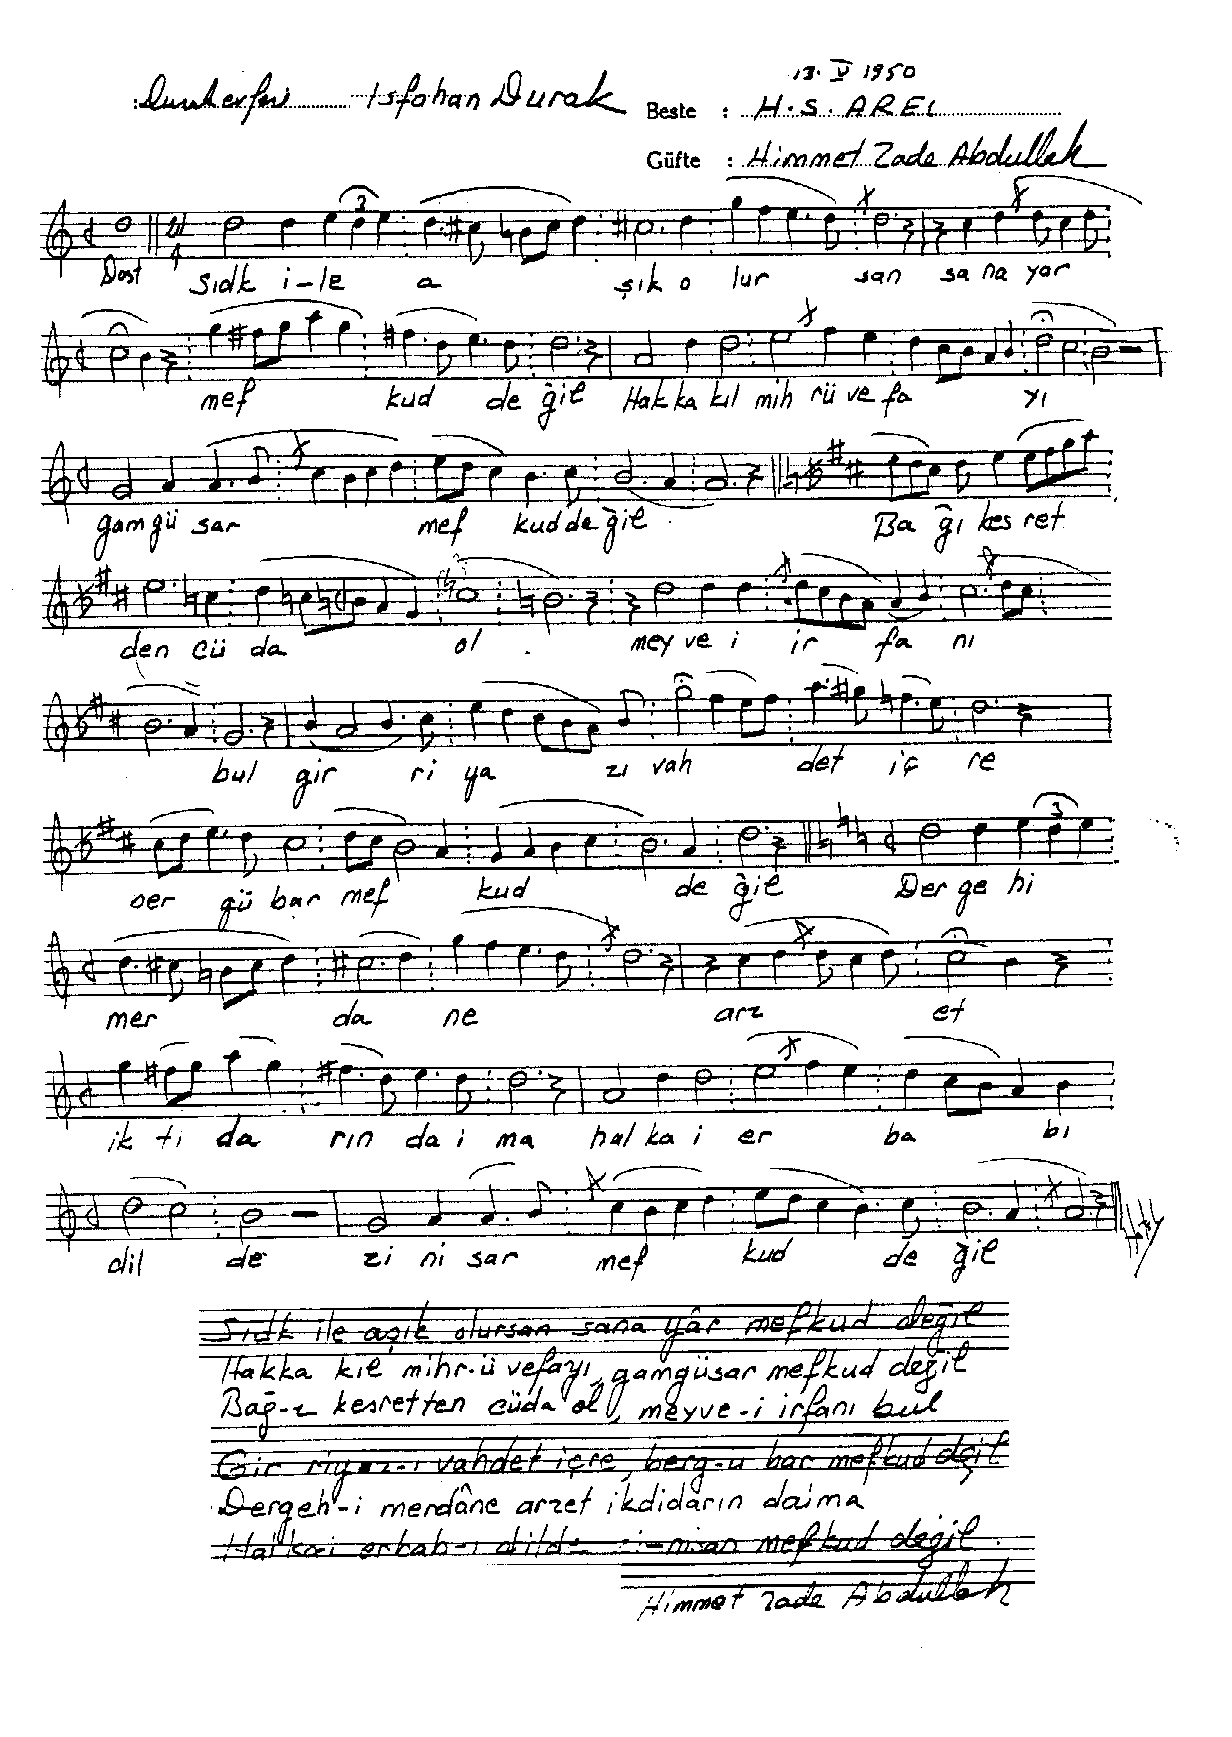 13. V 1950
: Durakevferi Isfahan Durak Beste : H. S. AREL
Güfte : Himmet Zade Abdullah
3
Dost sıdk i-le a şık o lur san sa na yar
mef kud de ğil Hak ka kıl mih rü ve fa yı
gam gü sar mef kud de ğil Ba ğı kes ret
den cü da ol mey ve i ir fa nı
bul gir ri ya zı vah det iç re
ber gü bar mef kud de ğil Der ge hi
3
mer da ne arz et
ik ti da rın da i ma hal ka i er ba bı
dil de zi ni sar mef kud de ğil
Sıdk ile aşık olursan sana yâr mefkud değil
Hakka kıl mihr-ü vefayı, gamgüsar mefkud değil
Bağ-ı kesretten cüda ol, meyve-i irfanı bul
Gir riyaz-ı vahdet içre, berg-u bar mefkud değil
Dergeh-i merdâne arzet ikdidarın daima
Halka-i erbab-ı dilde mefkud değil.
Himmet Zade Abdullah